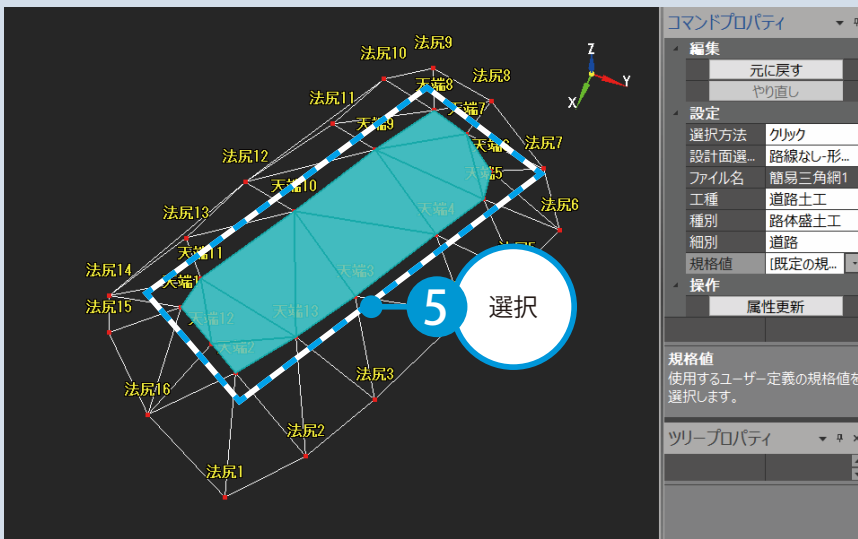 法尻10
法尻9
法尻8
法尻11
天端8
天端7
天端9
天端6
法尻7
法尻12
天端5
天端10
天端4
法尻6
法尻13
天端11
法尻5
法尻14
天端1
天端3
法尻15
天端12
天端13
天端2
法尻3
法尻16
法尻2
法尻1
Z
Y
X
5
選択
コマンドプロパティ
編集
元に戻す
やり直し
設定
選択方法 クリック
設計面選... 路線なし-形...
ファイル名 簡易三角網1
工種 道路土工
種別 路体盛土工
細別 道路
規格値 [既定の規...
操作
属性更新
規格値
使用するユーザー定義の規格値を
選択します。
ツリープロパティ